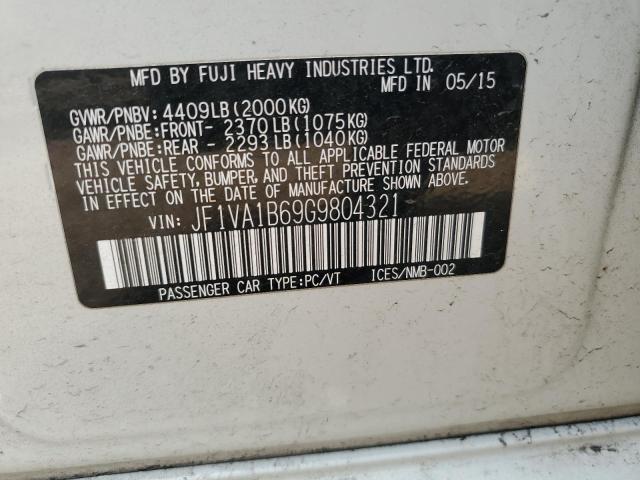 MFD BY FUJI HEAVY INDUSTRIES LTD.
MFD IN 05/15
GVWR/PNBV: 4409LB(2000KG)
GAWR/PNBE:FRONT- 2370LB(1075KG)
GAWR/PNBE:REAR - 2293LB(1040KG)
THIS VEHICLE CONFORMS TO ALL APPLICABLE FEDERAL MOTOR
VEHICLE SAFETY, BUMPER, AND THEFT PREVENTION STANDARDS
IN EFFECT ON THE DATE OF MANUFACTURE SHOWN ABOVE.
VIN: JF1VA1B69G9804321
PASSENGER CAR TYPE:PC/VT ICES/NMB-002